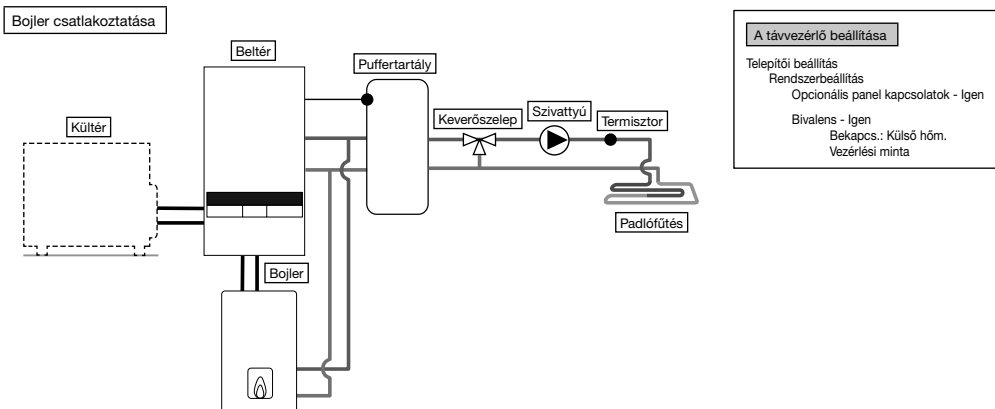 Bojler csatlakoztatása
Beltér
Puffertartály
Kültér
Keverőszelep
Szivattyú
Termisztor
Padlófűtés
Bojler
A távvezérlő beállítása
Telepítői beállítás
Rendszerbeállítás
Opcionális panel kapcsolatok - Igen
Bivalens - Igen
Bekapcs.: Külső hőm.
Vezérlési minta